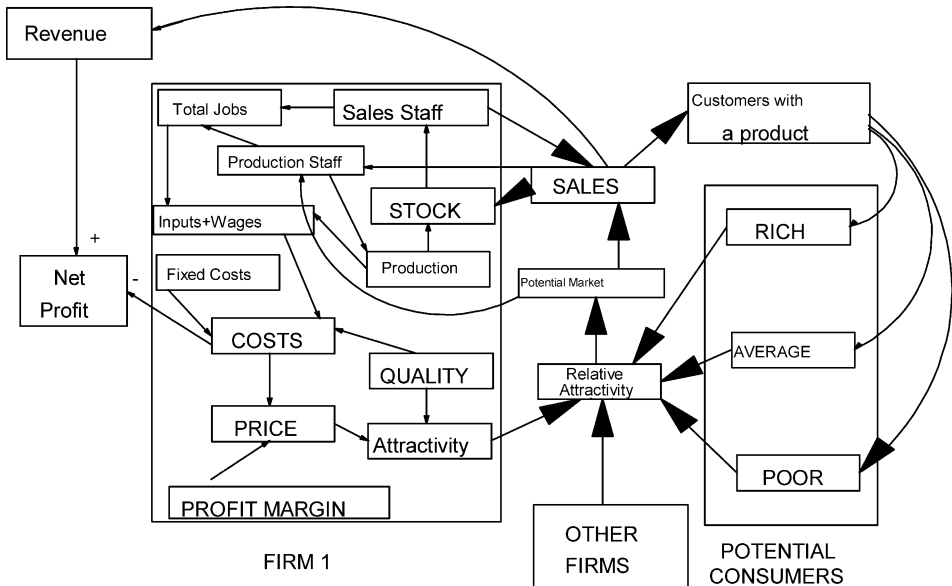 Revenue
Total Jobs
Sales Staff
Customers with
a product
Production Staff
SALES
STOCK
Inputs+Wages
RICH
+
Fixed Costs
Production
Net
Profit
-
Potential Market
COSTS
AVERAGE
QUALITY
Relative
Attractivity
PRICE
Attractivity
POOR
PROFIT MARGIN
OTHER
FIRMS
FIRM 1
POTENTIAL
CONSUMERS